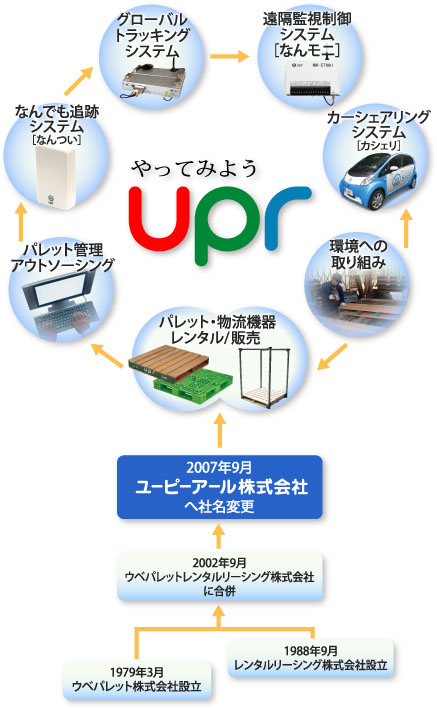 グローバル
トラッキング
システム
遠隔監視制御
システム
[なんモニ]
なんでも追跡
システム
[なんつい]
カーシェアリング
システム
[カシェリ]
やってみよう
upr
パレット管理
アウトソーシング
環境への
取り組み
パレット・物流機器
レンタル/販売
2007年9月
ユーピーアール株式会社
へ社名変更
2002年9月
ウベパレットレンタルリーシング株式会社
に合併
1988年9月
レンタルリーシング株式会社設立
1979年3月
ウベパレット株式会社設立